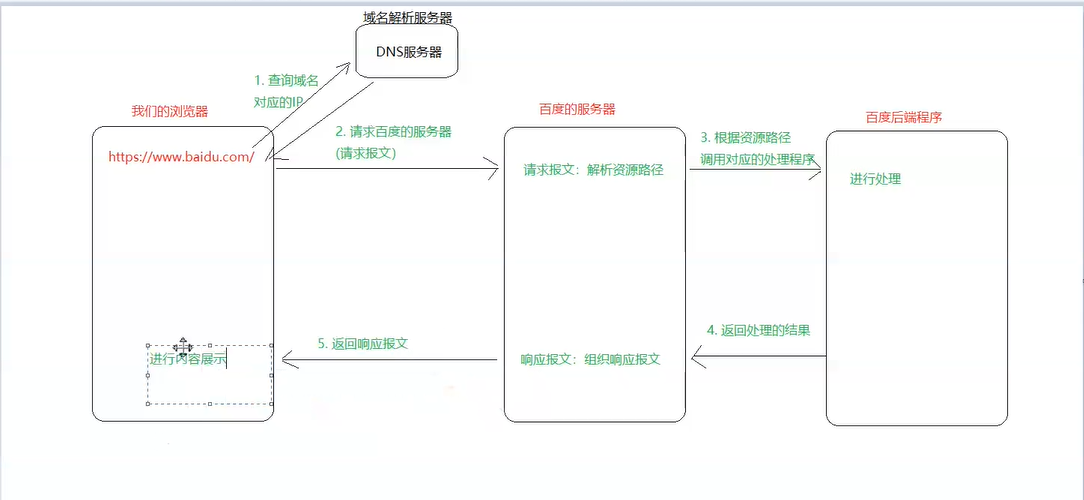 域名解析服务器
DNS服务器
1. 查询域名
对应的IP
我们的浏览器
https://www.baidu.com/
2. 请求百度的服务器
(请求报文)
百度的服务器
请求报文：解析资源路径
3. 根据资源路径
调用对应的处理程序
百度后端程序
进行处理
4. 返回处理的结果
响应报文：组织响应报文
5. 返回响应报文
进行内容展示